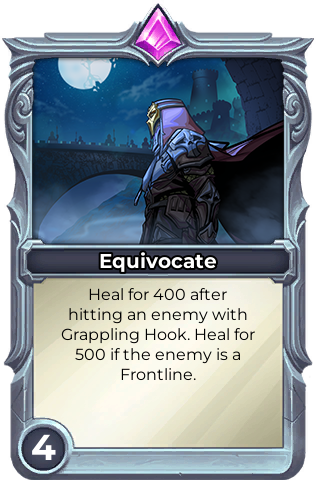 Equivocate
Heal for 400 after
hitting an enemy with
Grappling Hook. Heal for
500 if the enemy is a
Frontline.
4